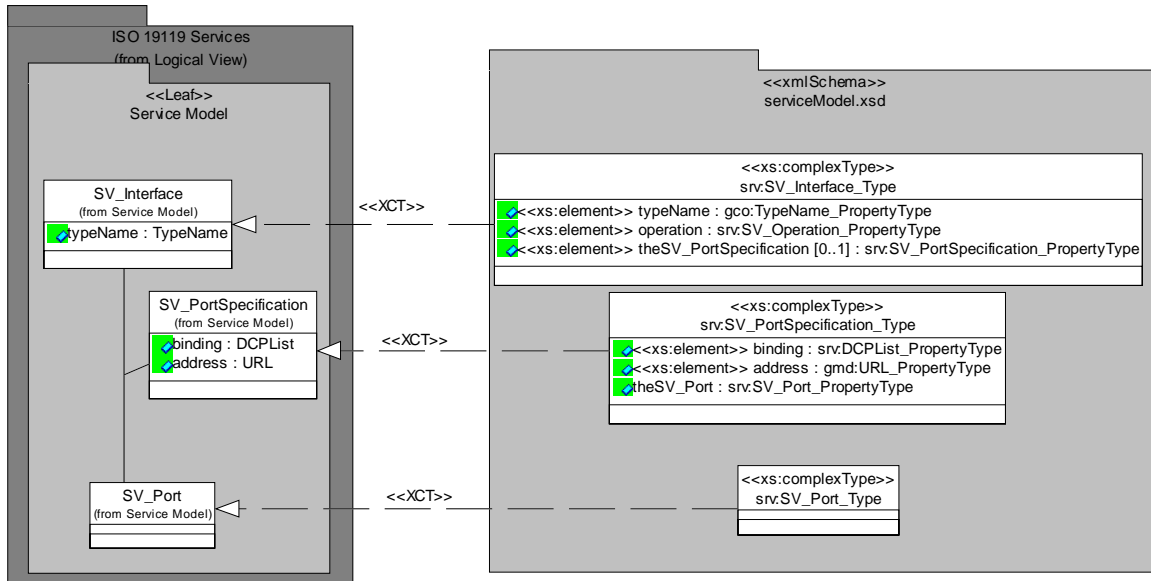 ISO 19119 Services
(from Logical View)
<<Leaf>>
Service Model
SV_Interface
(from Service Model)
typeName : TypeName
SV_PortSpecification
(from Service Model)
binding : DCPList
address : URL
SV_Port
(from Service Model)
<<XCT>>
<<XCT>>
<<XCT>>
<<xmlSchema>>
serviceModel.xsd
<<xs:complexType>>
srv:SV_Interface_Type
<<xs:element>> typeName : gco:TypeName_PropertyType
<<xs:element>> operation : srv:SV_Operation_PropertyType
<<xs:element>> theSV_PortSpecification [0..1] : srv:SV_PortSpecification_PropertyType
<<xs:complexType>>
srv:SV_PortSpecification_Type
<<xs:element>> binding : srv:DCPList_PropertyType
<<xs:element>> address : gmd:URL_PropertyType
theSV_Port : srv:SV_Port_PropertyType
<<xs:complexType>>
srv:SV_Port_Type